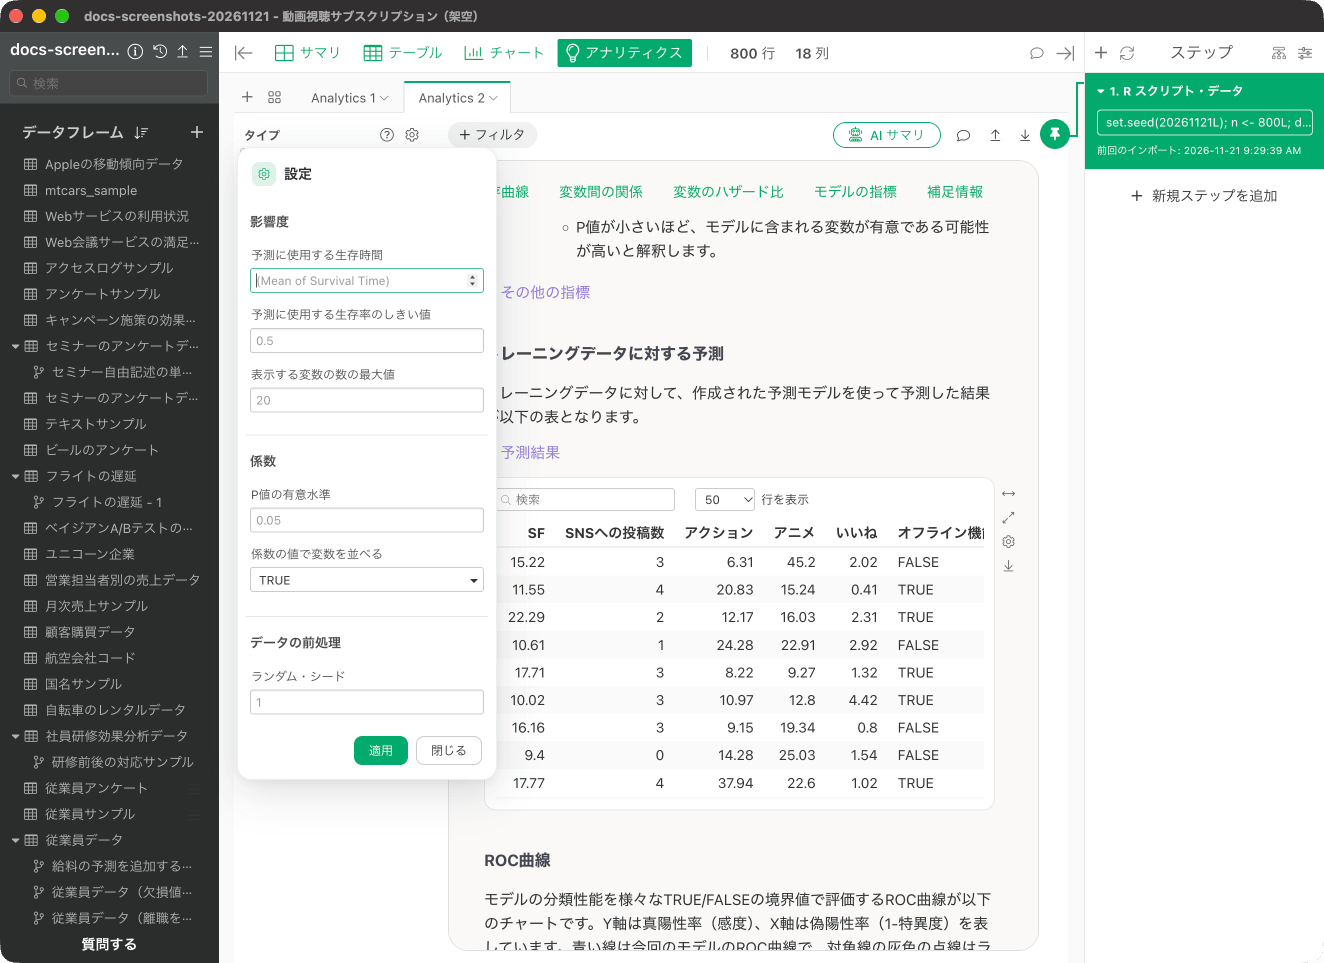 docs-screenshots-20261121 - 動画視聴サブスクリプション（架空）
docs-screen...
検索
データフレーム
Appleの移動傾向データ
mtcars_sample
Webサービスの利用状況
Web会議サービスの満足…
アクセスログサンプル
アンケートサンプル
キャンペーン施策の効果…
セミナーのアンケートデ…
セミナー自由記述の単…
セミナーのアンケートデ…
テキストサンプル
ビールのアンケート
フライトの遅延
フライトの遅延 - 1
ベイジアンA/Bテストの…
ユニコーン企業
営業担当者別の売上データ
月次売上サンプル
顧客購買データ
航空会社コード
国名サンプル
自転車のレンタルデータ
社員研修効果分析データ
研修前後の対応サンプル
従業員アンケート
従業員サンプル
従業員データ
給料の予測を追加する…
従業員データ（欠損値…
従業員データ（離職を…
質問する
サマリ
テーブル
チャート
アナリティクス
800 行
18 列
Analytics 1
Analytics 2
タイプ
フィルタ
AI サマリ
設定
影響度
予測に使用する生存時間
(Mean of Survival Time)
予測に使用する生存率のしきい値
0.5
表示する変数の数の最大値
20
係数
P値の有意水準
0.05
係数の値で変数を並べる
TRUE
データの前処理
ランダム・シード
1
適用
閉じる
曲線
変数間の関係
変数のハザード比
モデルの指標
補足情報
P値が小さいほど、モデルに含まれる変数が有意である可能性
が高いと解釈します。
その他の指標
レーニングデータに対する予測
レーニングデータに対して、作成された予測モデルを使って予測した結果
以下の表となります。
予測結果
検索
50
行を表示
SF SNSへの投稿数 アクション アニメ いいね オフライン機
15.22 3 6.31 45.2 2.02 FALSE
11.55 4 20.83 15.24 0.41 TRUE
22.29 2 12.17 16.03 2.31 TRUE
10.61 1 24.28 22.91 2.92 FALSE
17.71 3 8.22 9.27 1.32 TRUE
10.02 3 10.97 12.8 4.42 TRUE
16.16 3 9.15 19.34 0.8 FALSE
9.4 0 14.28 25.03 1.54 FALSE
17.77 4 37.94 22.6 1.02 TRUE
ROC曲線
モデルの分類性能を様々なTRUE/FALSEの境界値で評価するROC曲線が以下
のチャートです。Y軸は真陽性率（感度）、X軸は偽陽性率（1-特異度）を表
しています。青い線は今回のモデルのROC曲線で、対角線の灰色の点線はラ
ステップ
1. R スクリプト・データ
set.seed(20261121L); n <- 800L; d...
前回のインポート: 2026-11-21 9:29:39 AM
新規ステップを追加